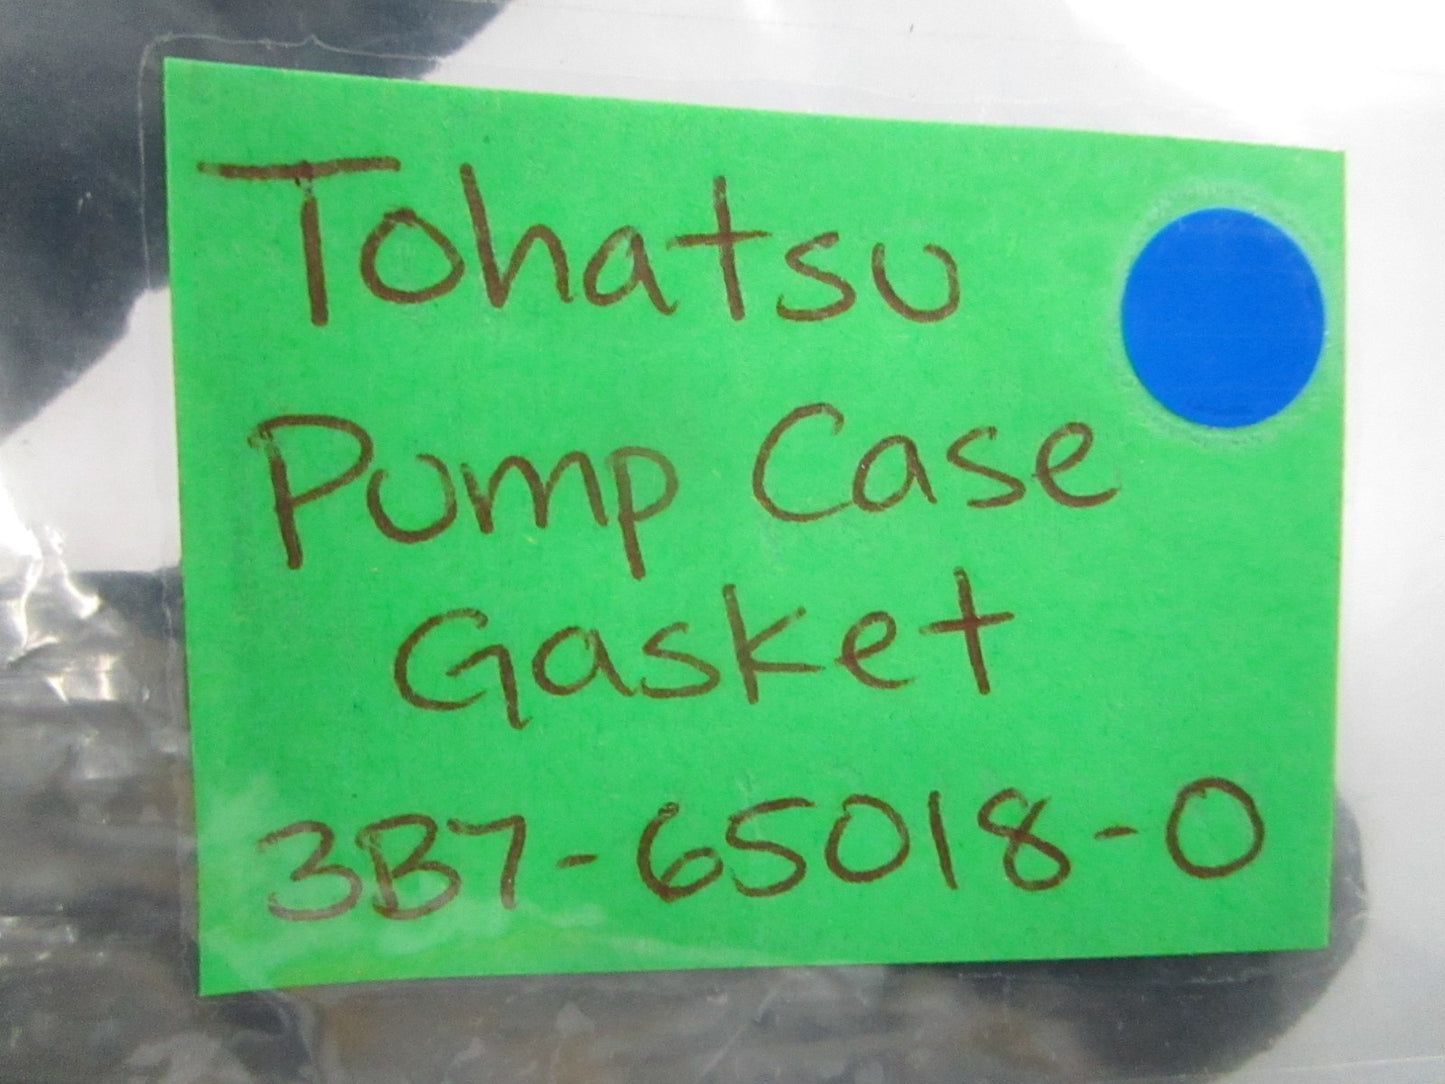 Tohatsu
Pump Case
Gasket
3B7-65018-0